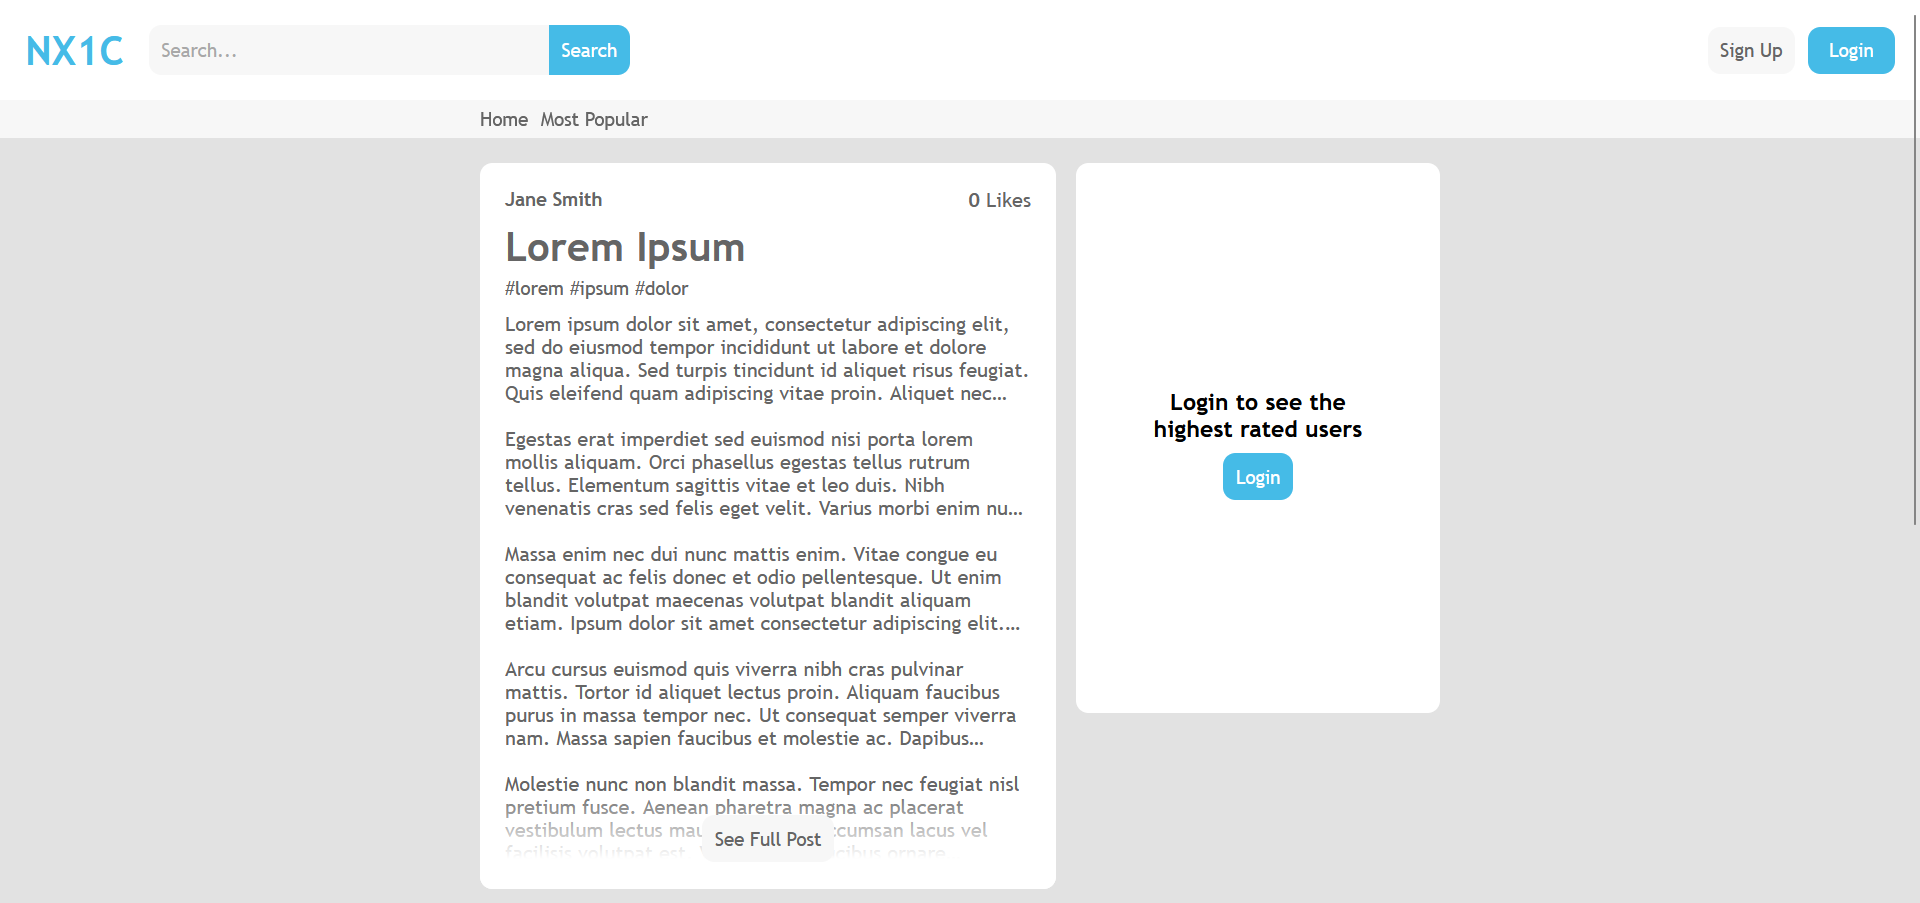 NX1C
Search...
Search
Sign Up
Login
Home
Most Popular
Jane Smith
0 Likes
Lorem Ipsum
#lorem #ipsum #dolor
Lorem ipsum dolor sit amet, consectetur adipiscing elit,
sed do eiusmod tempor incididunt ut labore et dolore
magna aliqua. Sed turpis tincidunt id aliquet risus feugiat.
Quis eleifend quam adipiscing vitae proin. Aliquet nec...
Egestas erat imperdiet sed euismod nisi porta lorem
mollis aliquam. Orci phasellus egestas tellus rutrum
tellus. Elementum sagittis vitae et leo duis. Nibh
venenatis cras sed felis eget velit. Varius morbi enim nu...
Massa enim nec dui nunc mattis enim. Vitae congue eu
consequat ac felis donec et odio pellentesque. Ut enim
blandit volutpat maecenas volutpat blandit aliquam
etiam. Ipsum dolor sit amet consectetur adipiscing elit....
Arcu cursus euismod quis viverra nibh cras pulvinar
mattis. Tortor id aliquet lectus proin. Aliquam faucibus
purus in massa tempor nec. Ut consequat semper viverra
nam. Massa sapien faucibus et molestie ac. Dapibus...
Molestie nunc non blandit massa. Tempor nec feugiat nisl
pretium fusce. Aenean pharetra magna ac placerat
vestibulum lectus lacus vel
facilisis volutpat est. ornare
See Full Post
Login to see the
highest rated users
Login